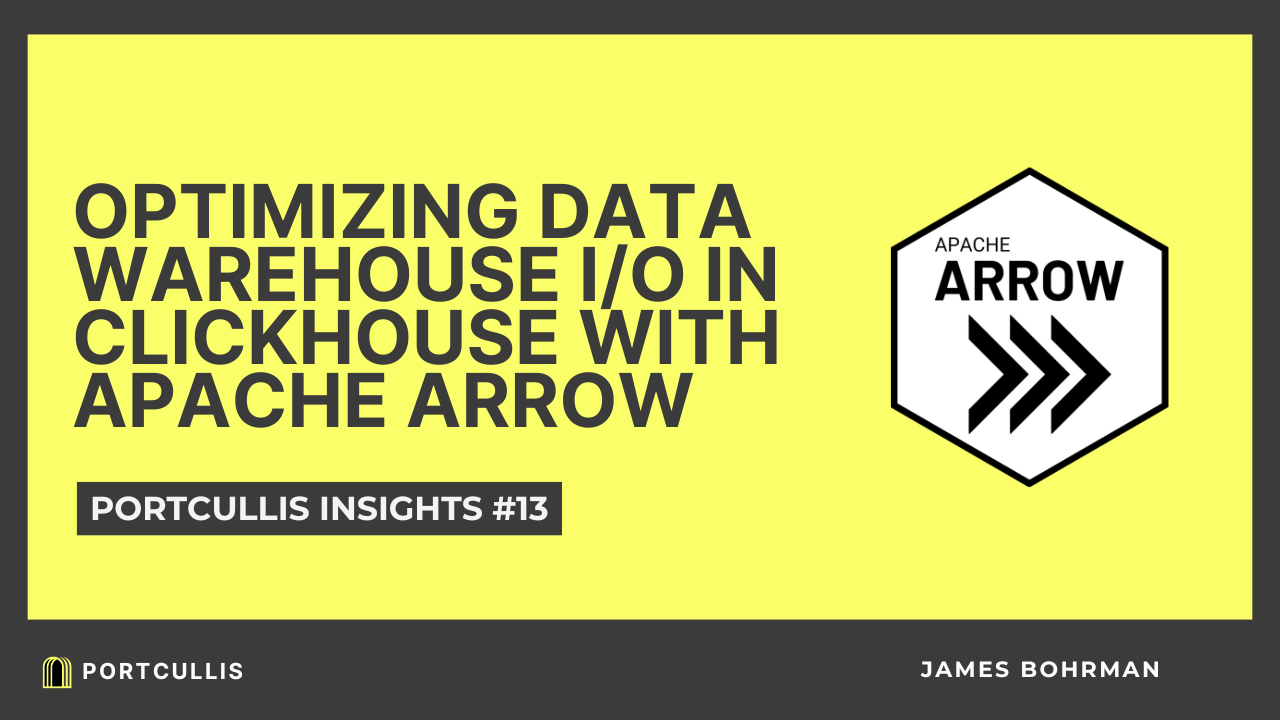 OPTIMIZING DATA
WAREHOUSE I/O IN
CLICKHOUSE WITH
APACHE ARROW
APACHE
ARROW
PORTCULLIS INSIGHTS #13
PORTCULLIS
JAMES BOHRMAN